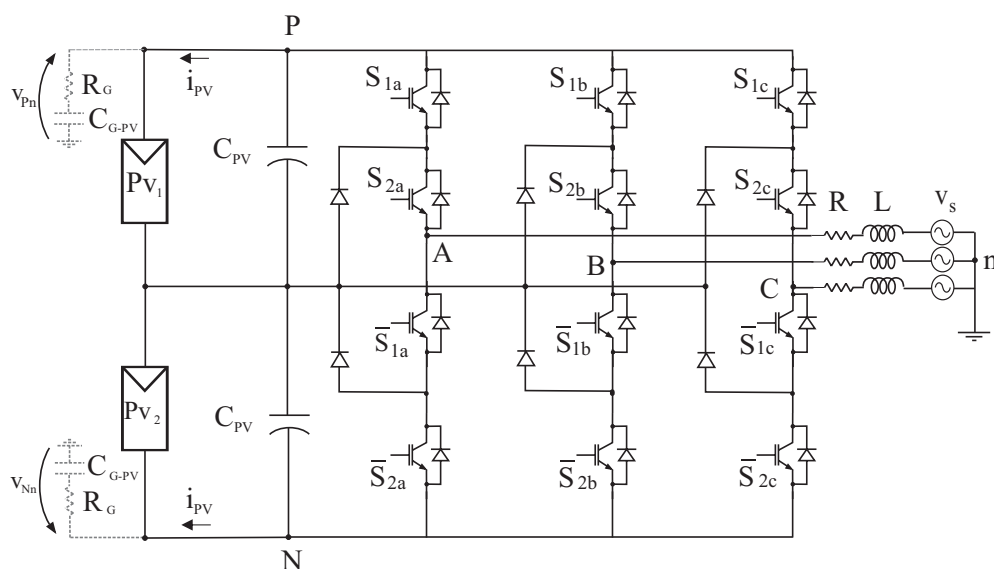 P
i_PV
v_Pn
R_G
C_G-PV
S_1a
S_1b
S_1c
PV_1
C_PV
S_2a
S_2b
S_2c
R
L
v_s
A
B
C
n
S̅_1a
S̅_1b
S̅_1c
PV_2
C_PV
S̅_2a
S̅_2b
S̅_2c
v_Nn
C_G-PV
R_G
i_PV
N